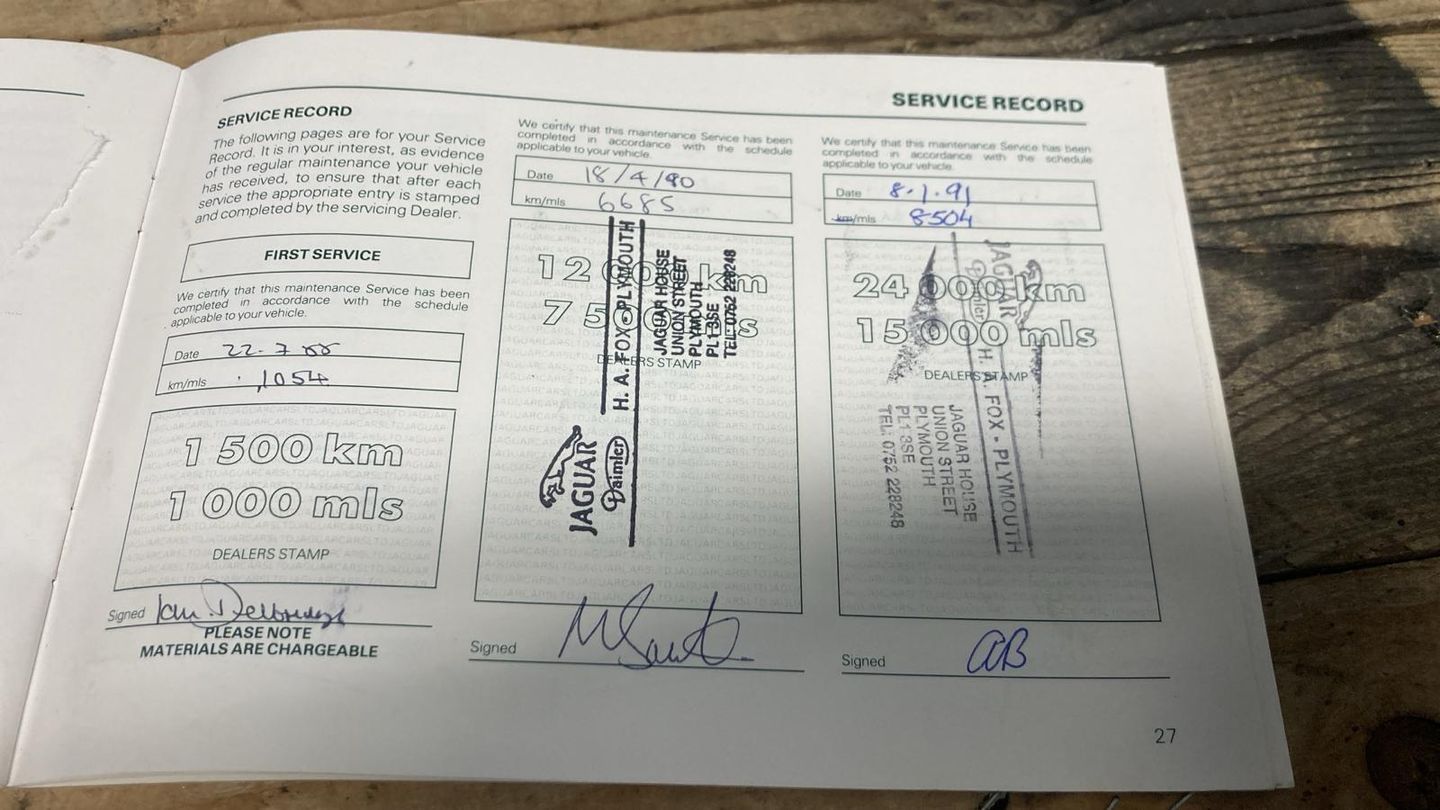 SERVICE RECORD
SERVICE RECORD
The following pages are for your Service
Record. It is in your interest, as evidence
of the regular maintenance your vehicle
has received, to ensure that after each
service the appropriate entry is stamped
and completed by the servicing Dealer.
FIRST SERVICE
We certify that this maintenance Service has been
completed in accordance with the schedule
applicable to your vehicle.
Date 22.7 88
km/mls 1054
1 500 km
1 000 mls
DEALERS STAMP
Signed Ian
PLEASE NOTE
MATERIALS ARE CHARGEABLE
We certify that this maintenance Service has been
completed in accordance with the schedule
applicable to your vehicle.
Date 18/4/90
km/mls 6685
12 000 km
7 500 mls
DEALERS STAMP
JAGUAR
Daimler
H. A. FOX • PLYMOUTH
JAGUAR HOUSE
UNION STREET
PLYMOUTH
PL1 3SE
TEL: 0752 228248
Signed
We certify that this maintenance Service has been
completed in accordance with the schedule
applicable to your vehicle.
Date 8.1.91
km/mls 8504
24 000 km
15 000 mls
DEALERS STAMP
JAGUAR
Daimler
H. A. FOX • PLYMOUTH
JAGUAR HOUSE
UNION STREET
PLYMOUTH
PL1 3SE
TEL: 0752 228248
Signed
27